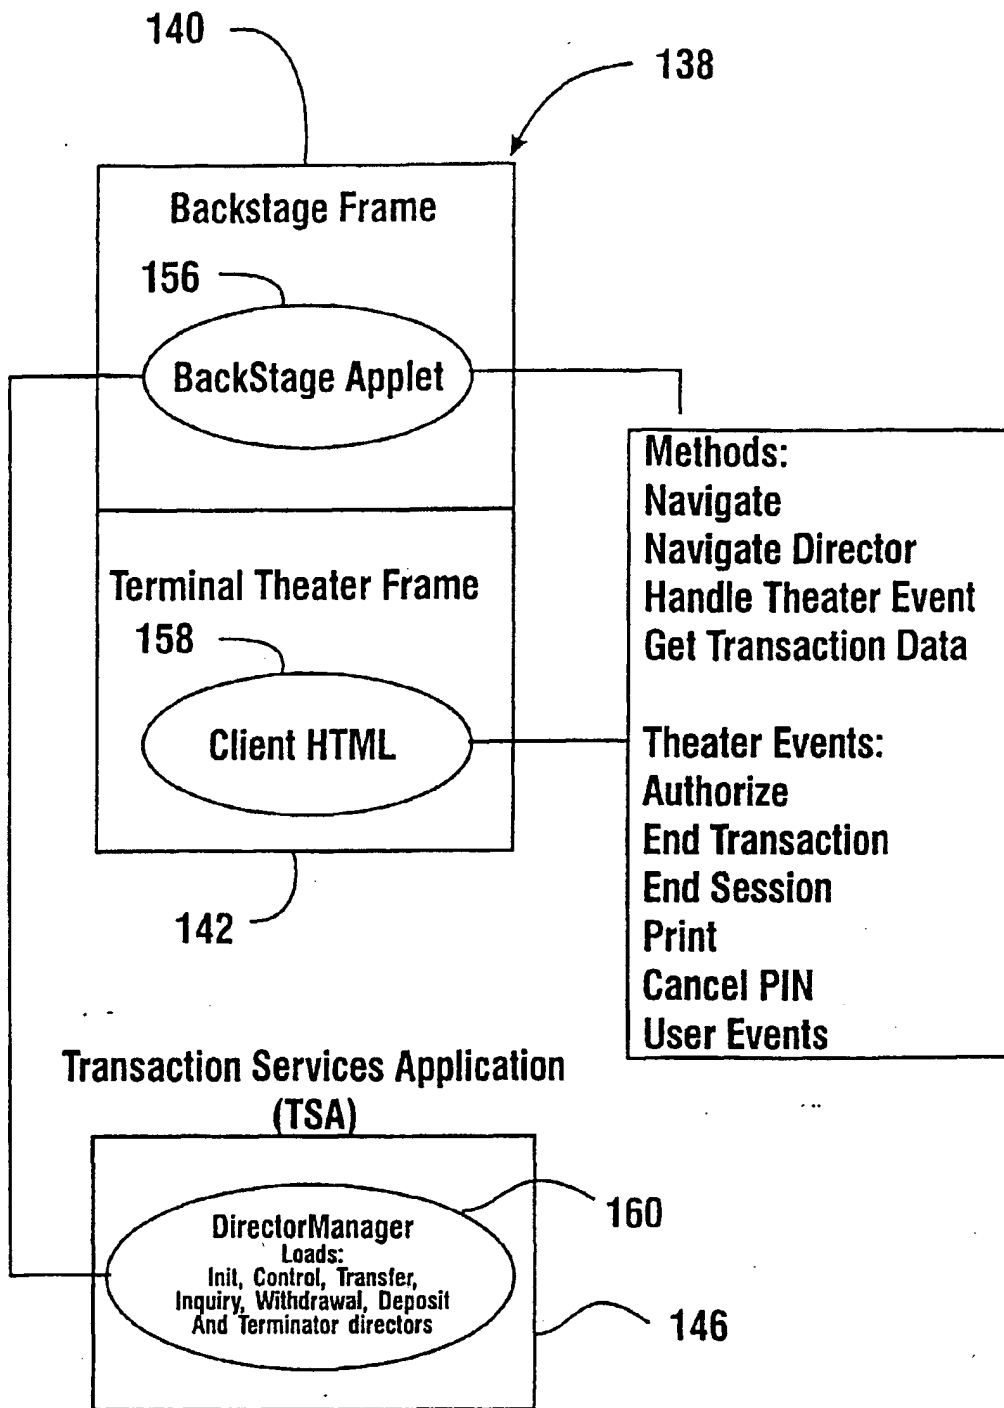 140
138
Backstage Frame
156
BackStage Applet
Methods:
Navigate
Navigate Director
Handle Theater Event
Get Transaction Data
Terminal Theater Frame
158
Client HTML
Theater Events:
Authorize
End Transaction
End Session
Print
Cancel PIN
User Events
142
Transaction Services Application
(TSA)
DirectorManager
Loads:
Init, Control, Transfer,
Inquiry, Withdrawal, Deposit
And Terminator directors
160
146